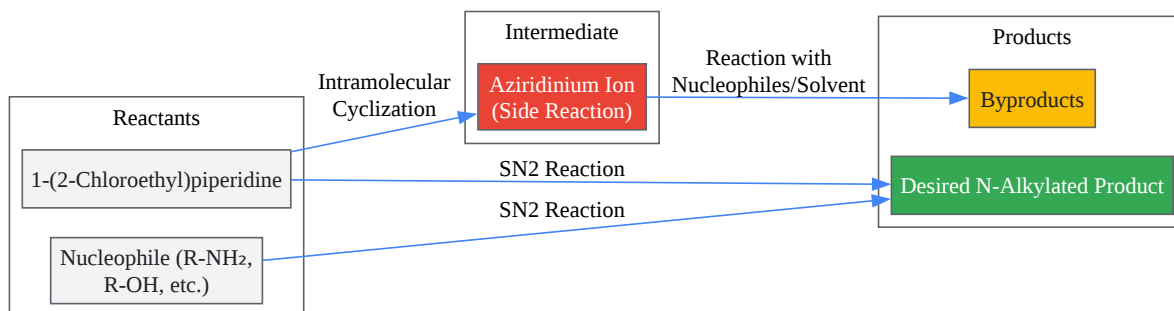 Reactants
1-(2-Chloroethyl)piperidine
Nucleophile (R-NH₂,
R-OH, etc.)
Intramolecular
Cyclization
Intermediate
Aziridinium Ion
(Side Reaction)
Reaction with
Nucleophiles/Solvent
SN2 Reaction
SN2 Reaction
Products
Byproducts
Desired N-Alkylated Product